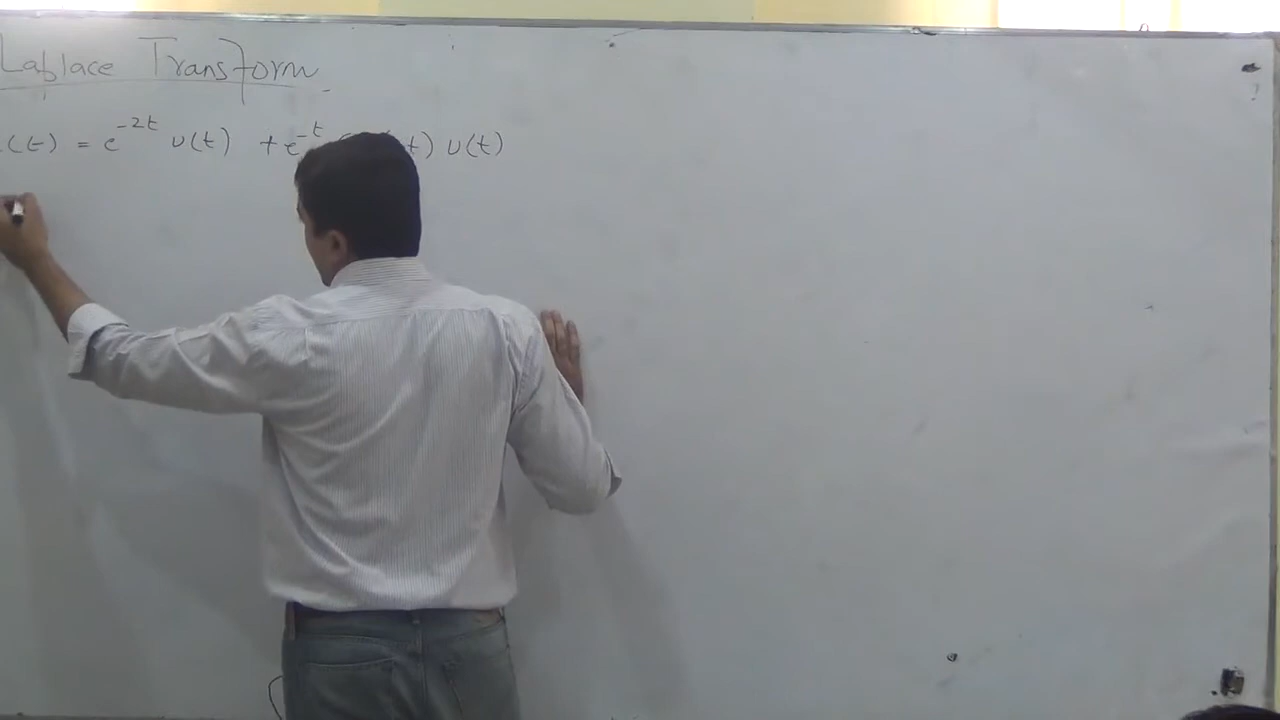 Laplace Transform
(t) = e^{-2t} u(t) + e^{-t} t) u(t)